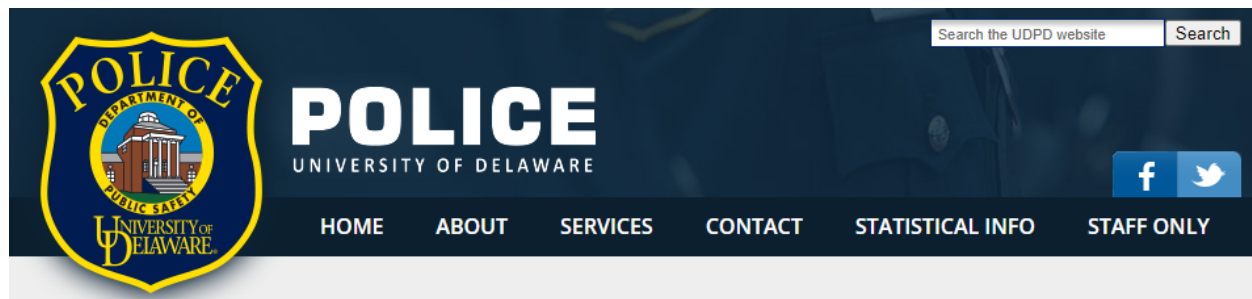 Search the UDPD website
Search
POLICE
DEPARTMENT OF
PUBLIC SAFETY
UNIVERSITY OF
DELAWARE
POLICE
UNIVERSITY OF DELAWARE
f
HOME ABOUT SERVICES CONTACT STATISTICAL INFO STAFF ONLY